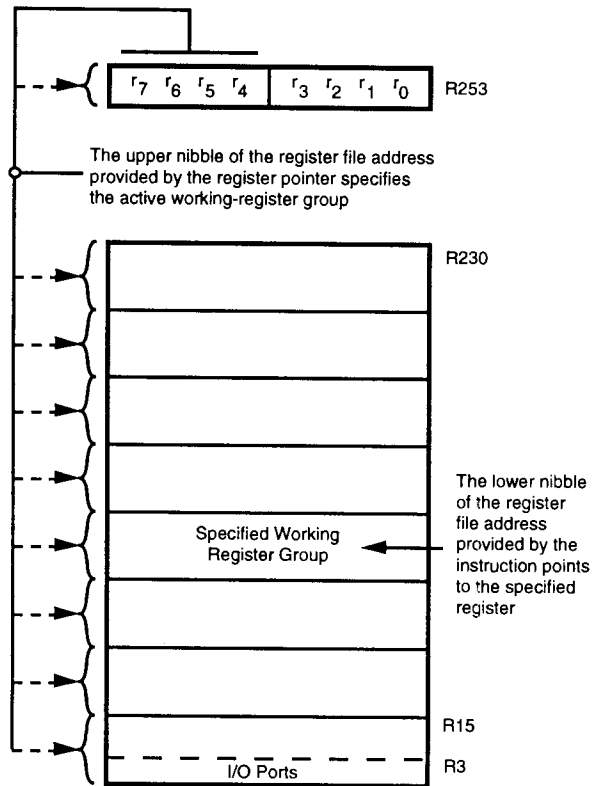 r7 r6 r5 r4 r3 r2 r1 r0
R253
The upper nibble of the register file address
provided by the register pointer specifies
the active working-register group
R230
The lower nibble
of the register
file address
provided by the
instruction points
to the specified
register
Specified Working
Register Group
R15
R3
I/O Ports